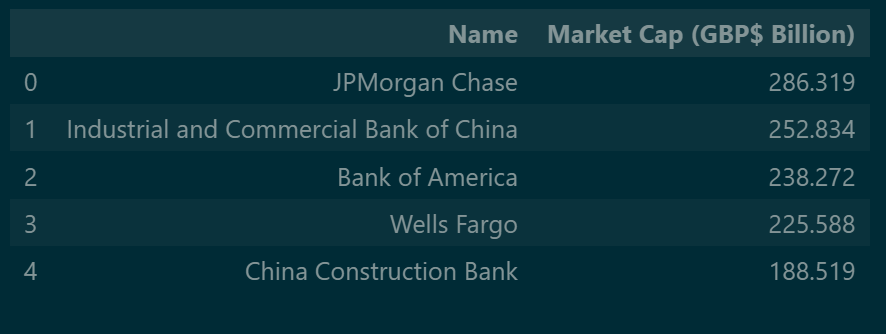 Name Market Cap (GBP$ Billion)
0 JPMorgan Chase 286.319
1 Industrial and Commercial Bank of China 252.834
2 Bank of America 238.272
3 Wells Fargo 225.588
4 China Construction Bank 188.519